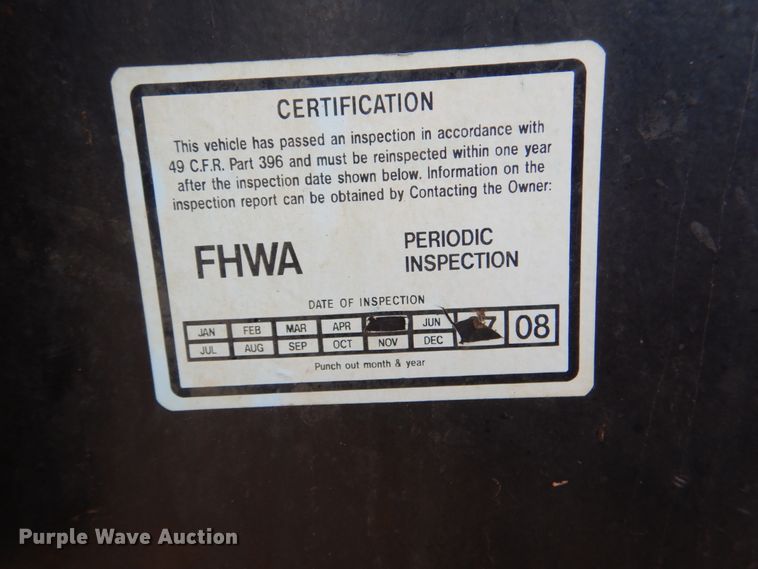 CERTIFICATION
This vehicle has passed an inspection in accordance with
49 C.F.R. Part 396 and must be reinspected within one year
after the inspection date shown below. Information on the
inspection report can be obtained by Contacting the Owner:
FHWA
PERIODIC
INSPECTION
DATE OF INSPECTION
JAN FEB MAR APR JUN 08
JUL AUG SEP OCT NOV DEC
Punch out month & year
Purple Wave Auction